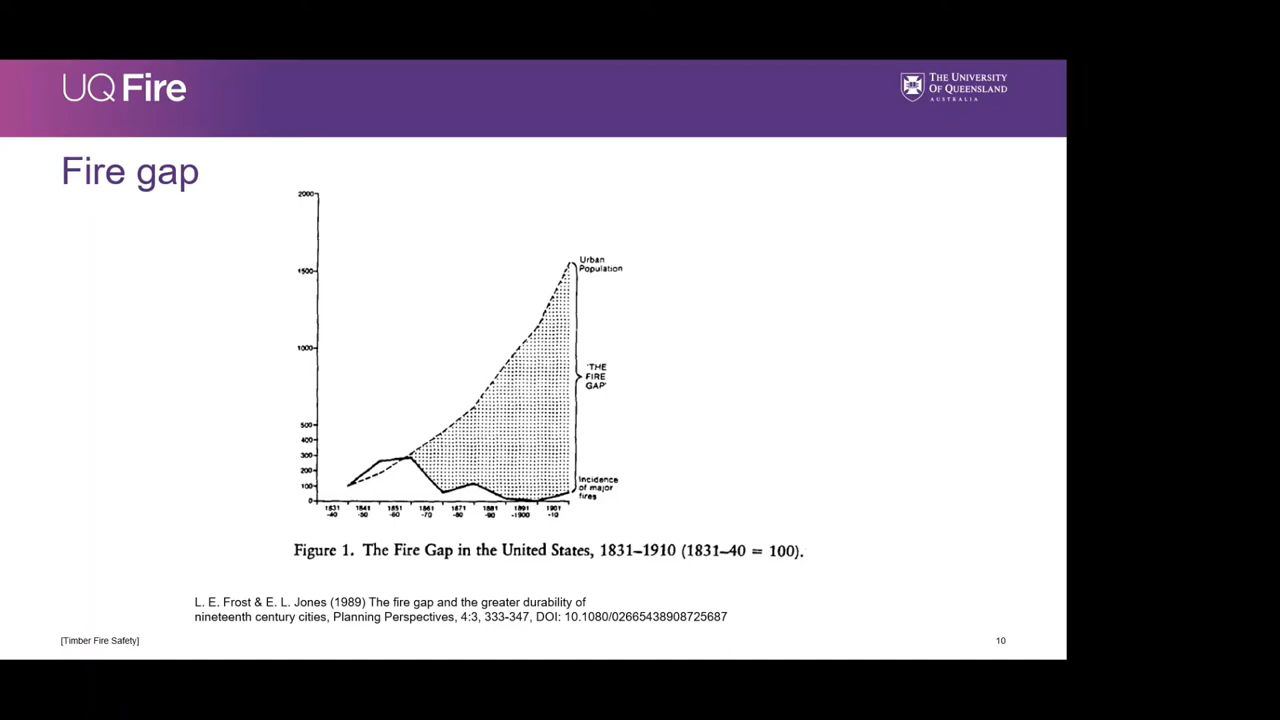 UQ Fire
THE UNIVERSITY
OF QUEENSLAND
AUSTRALIA
Fire gap
2000
1500
1000
500
400
300
200
100
0
Urban
Population
'THE
FIRE
GAP'
Incidence
of major
fires
1831 1841 1851 1861 1871 1881 1891 1901
-40 -50 -60 -70 -80 -90 -1900 -10
Figure 1. The Fire Gap in the United States, 1831–1910 (1831–40 = 100).
L. E. Frost & E. L. Jones (1989) The fire gap and the greater durability of
nineteenth century cities, Planning Perspectives, 4:3, 333-347, DOI: 10.1080/02665438908725687
[Timber Fire Safety]
10